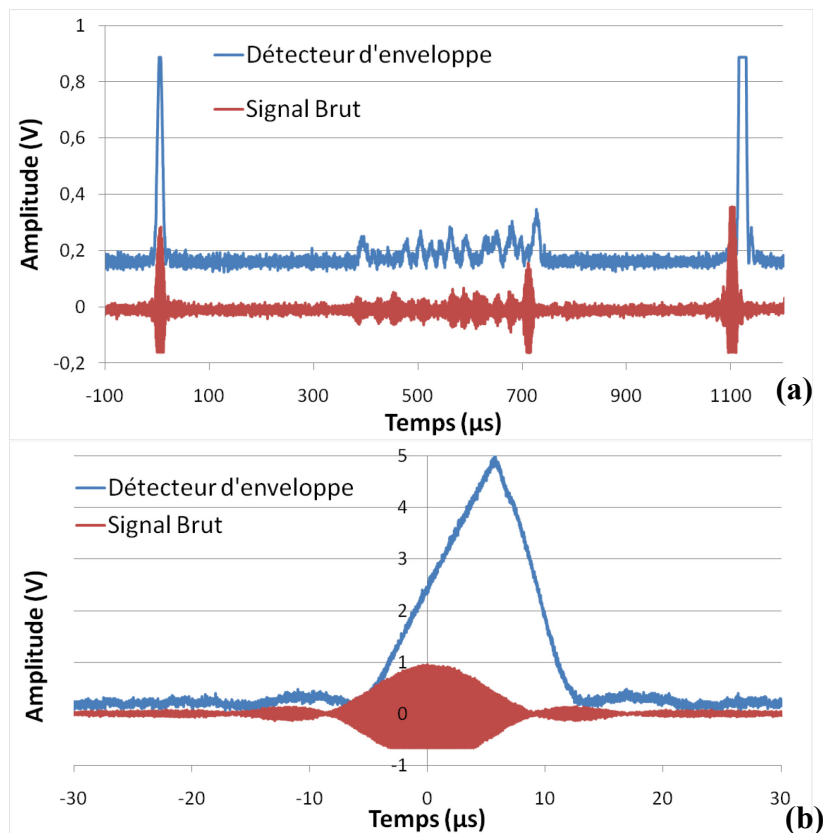 1
Détecteur d'enveloppe
0,8
Signal Brut
0,6
Amplitude (V)
0,4
0,2
0
-0,2
-100 100 300 500 700 900 1100
Temps (µs)
(a)
5
Détecteur d'enveloppe
4
Signal Brut
3
Amplitude (V)
2
1
0
-1
-30 -20 -10 0 10 20 30
Temps (µs)
(b)